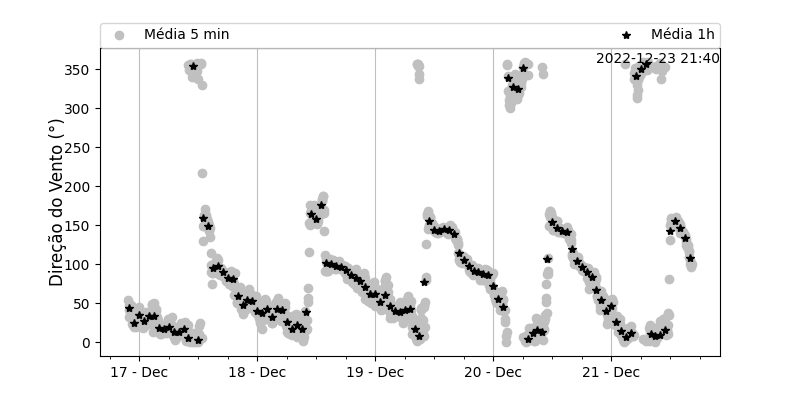 Média 5 min
Média 1h
2022-12-23 21:40
Direção do Vento (°)
350
300
250
200
150
100
50
0
17 - Dec
18 - Dec
19 - Dec
20 - Dec
21 - Dec